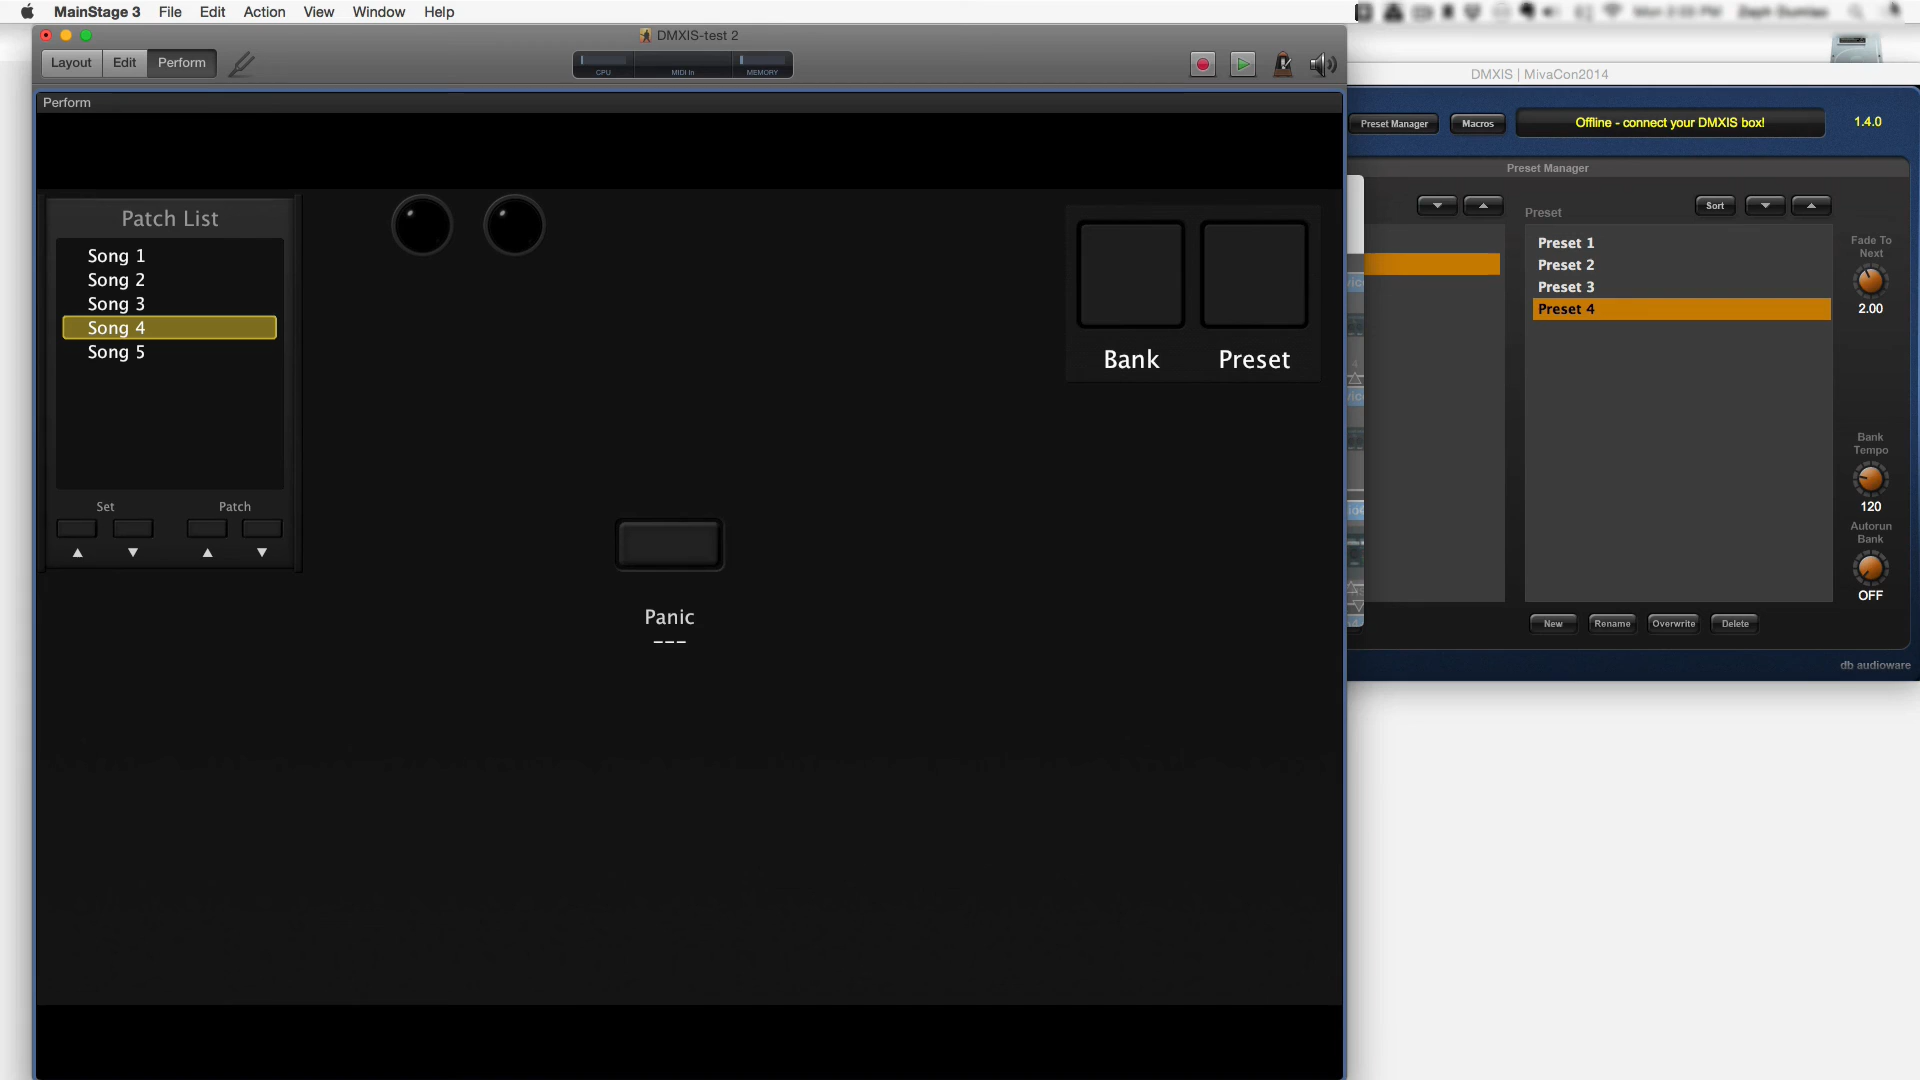 MainStage 3 File Edit Action View Window Help
DMXIS-test 2
Layout Edit Perform
CPU MIDI In MEMORY
Perform
Patch List
Song 1
Song 2
Song 3
Song 4
Song 5
Set Patch
Bank Preset
Panic
---
DMXIS | MivaCon2014
Preset Manager Macros Offline - connect your DMXIS box! 1.4.0
Preset Manager
Preset Sort
Preset 1
Preset 2
Preset 3
Preset 4
Fade To
Next
2.00
Bank
Tempo
120
Autorun
Bank
OFF
New Rename Overwrite Delete
db audioware